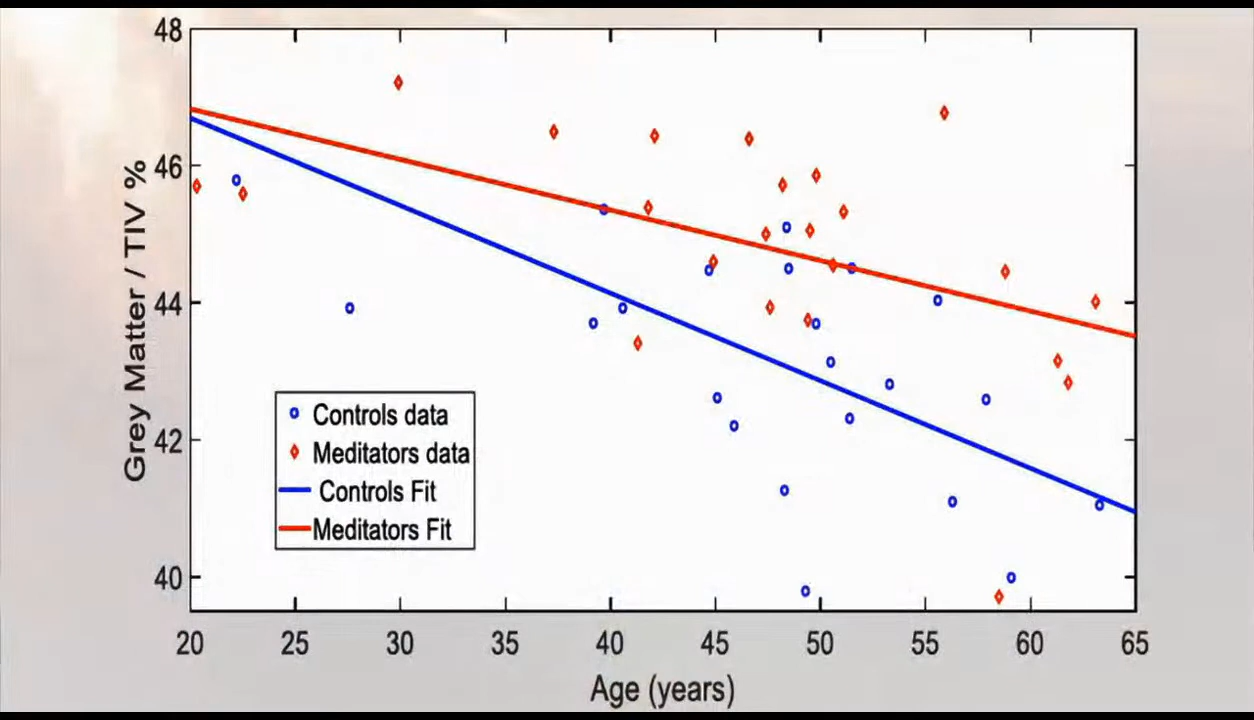 48
46
44
42
40
Grey Matter / TIV %
Controls data
Meditators data
Controls Fit
Meditators Fit
20 25 30 35 40 45 50 55 60 65
Age (years)